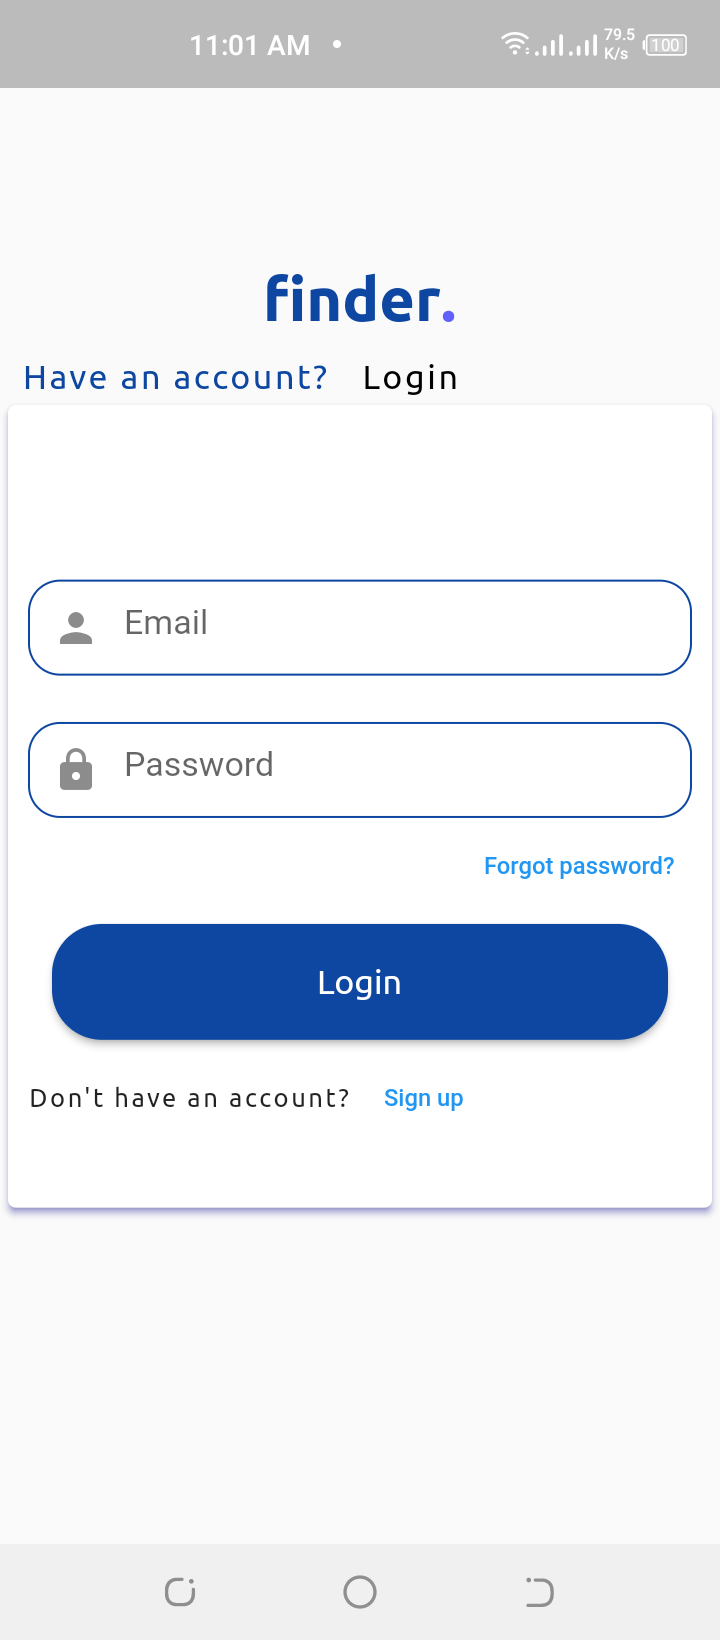 11:01 AM • 79.5 K/s 100
finder.
Have an account? Login
Email
Password
Forgot password?
Login
Don't have an account? Sign up